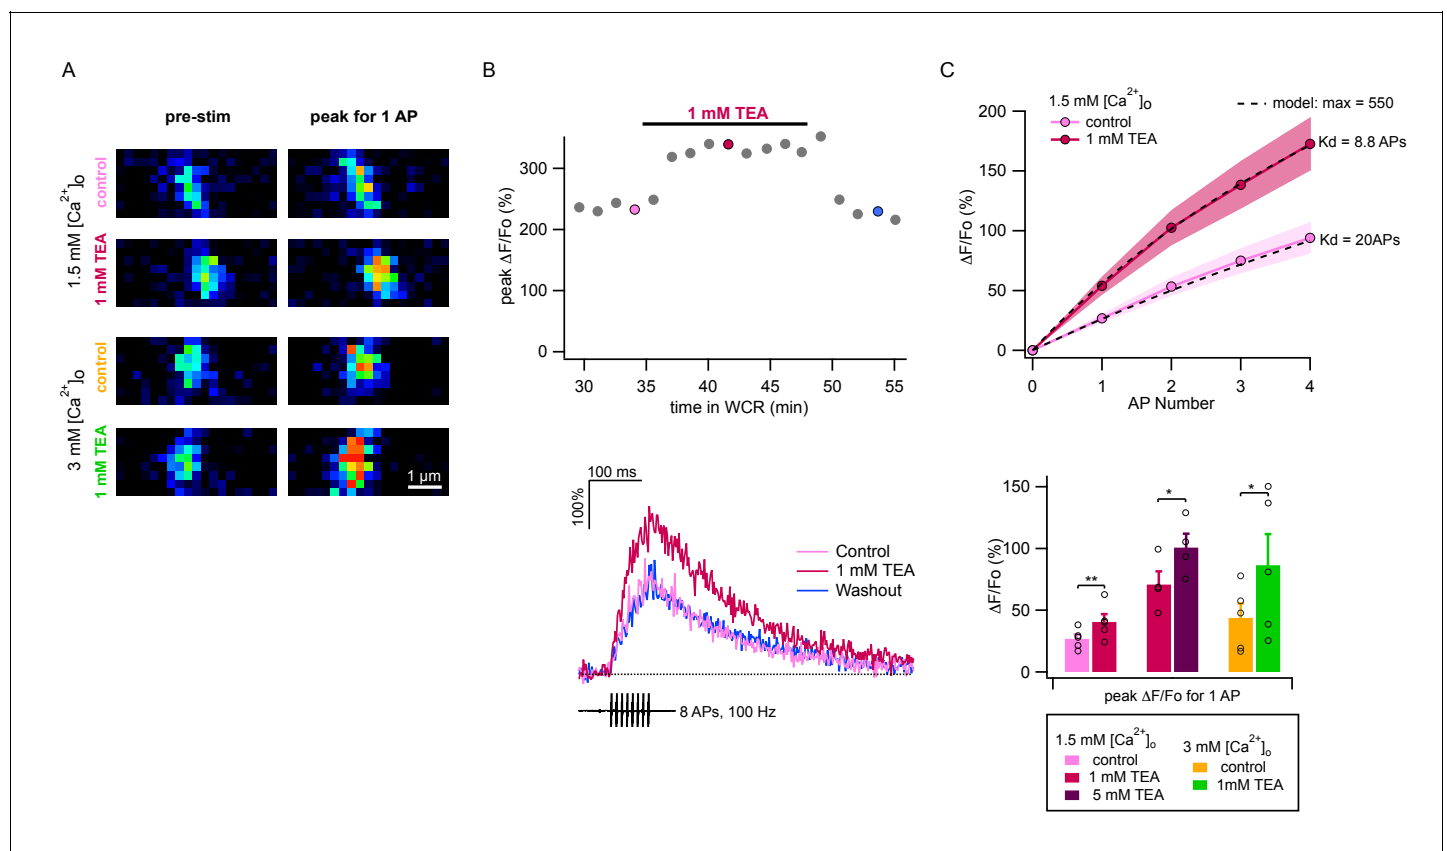 A
pre-stim
peak for 1 AP
1.5 mM [Ca2+]o
control
1 mM TEA
3 mM [Ca2+]o
control
1 mM TEA
1 µm
B
1 mM TEA
peak ΔF/Fo (%)
300
200
100
0
30
35
40
45
50
55
time in WCR (min)
100 ms
100%
Control
1 mM TEA
Washout
8 APs, 100 Hz
C
1.5 mM [Ca2+]o
control
1 mM TEA
model: max = 550
Kd = 8.8 APs
Kd = 20APs
ΔF/Fo (%)
200
150
100
50
0
0
1
2
3
4
AP Number
ΔF/Fo (%)
150
100
50
0
**
*
*
peak ΔF/Fo for 1 AP
1.5 mM [Ca2+]o
control
1 mM TEA
5 mM TEA
3 mM [Ca2+]o
control
1mM TEA